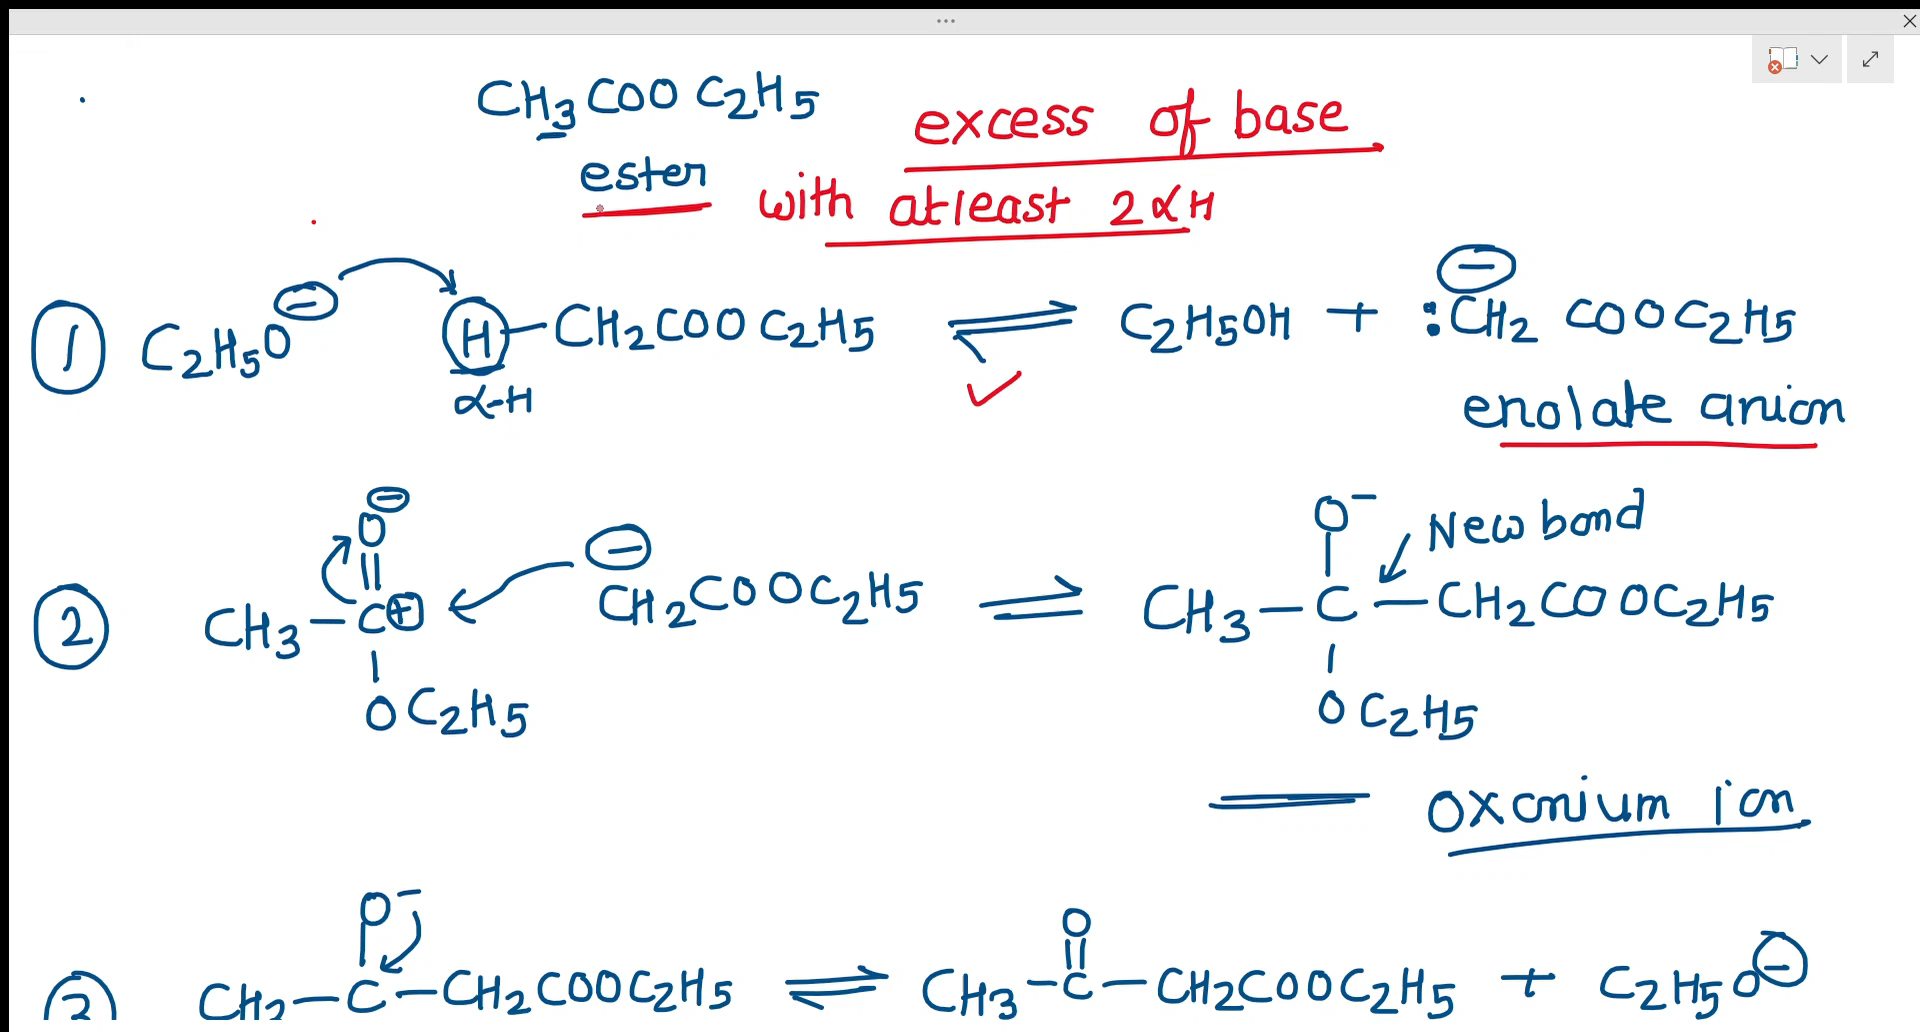 CH3COOC2H5
excess of base
ester with atleast 2αH
① C2H5O⊖ H—CH2COOC2H5 ⇌ C2H5OH + ⊖:CH2COOC2H5
α-H
enolate anion
⊖ O⁻ New bond
O ⊖
② CH3—C⊕ CH2COOC2H5 ⇌ CH3—C—CH2COOC2H5
OC2H5 OC2H5
oxonium ion
O⁻ O
③ CH3—C—CH2COOC2H5 ⇌ CH3—C—CH2COOC2H5 + C2H5O⊖